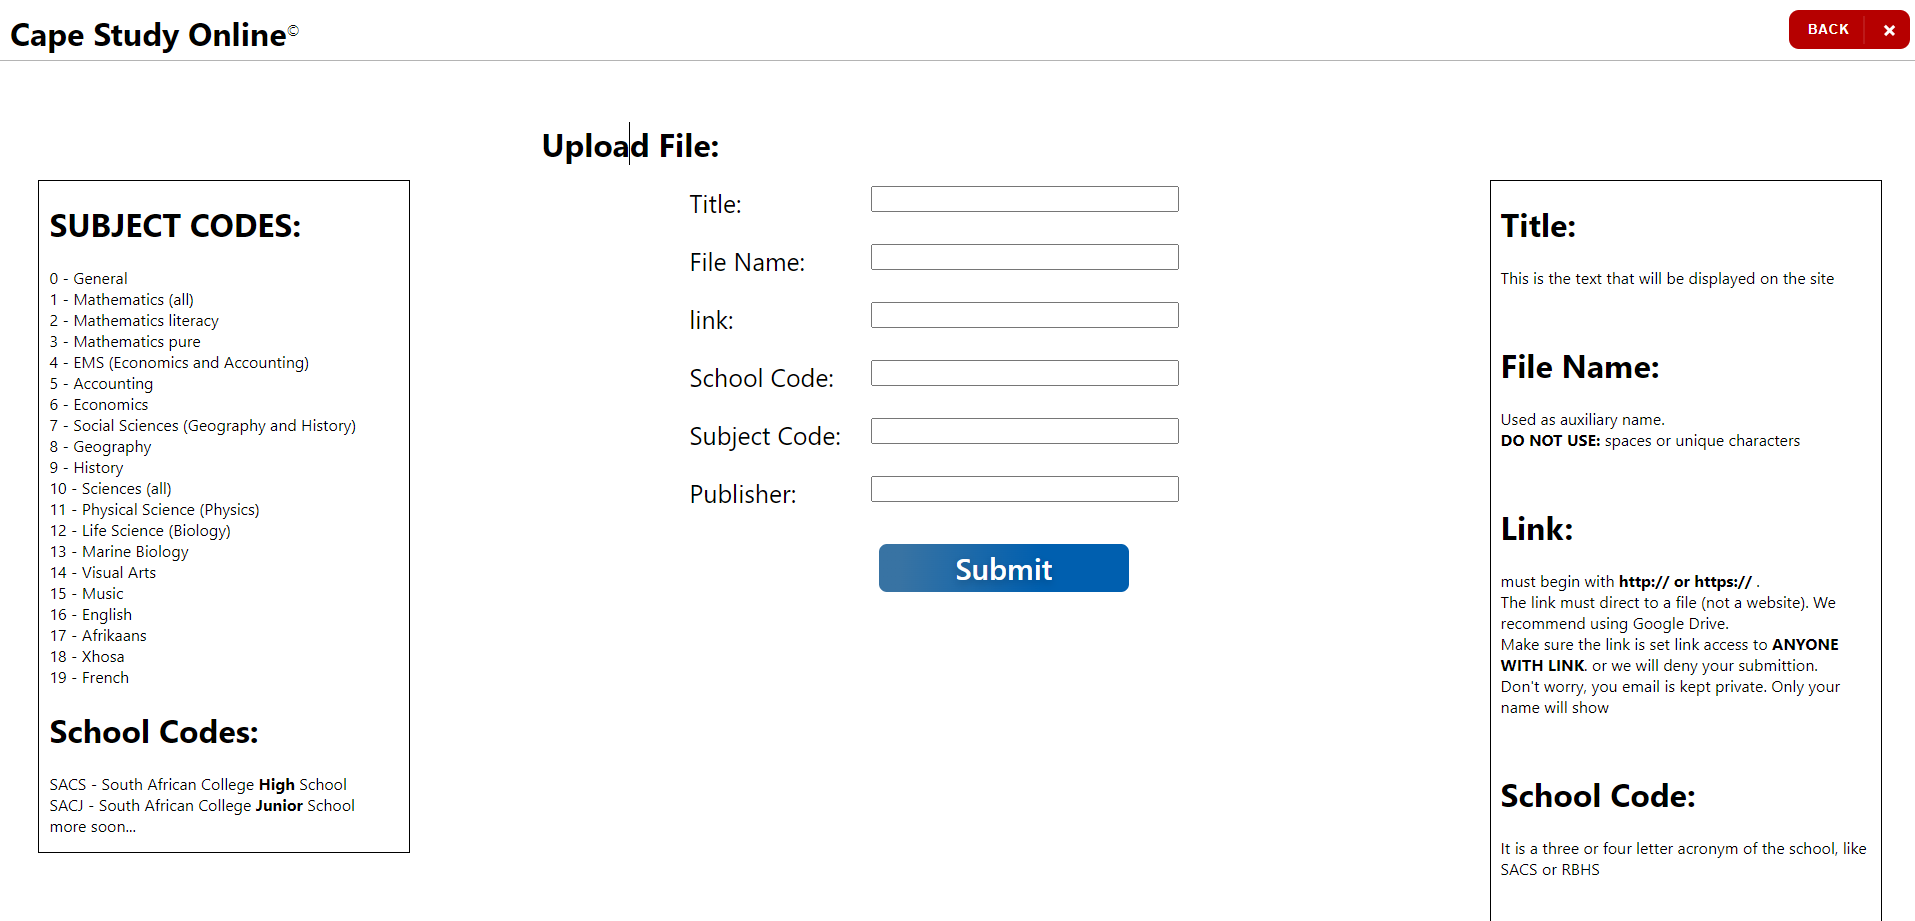 Cape Study Online©
BACK ×
Upload File:
SUBJECT CODES:
0 - General
1 - Mathematics (all)
2 - Mathematics literacy
3 - Mathematics pure
4 - EMS (Economics and Accounting)
5 - Accounting
6 - Economics
7 - Social Sciences (Geography and History)
8 - Geography
9 - History
10 - Sciences (all)
11 - Physical Science (Physics)
12 - Life Science (Biology)
13 - Marine Biology
14 - Visual Arts
15 - Music
16 - English
17 - Afrikaans
18 - Xhosa
19 - French
School Codes:
SACS - South African College High School
SACJ - South African College Junior School
more soon...
Title:
File Name:
link:
School Code:
Subject Code:
Publisher:
Submit
Title:
This is the text that will be displayed on the site
File Name:
Used as auxiliary name.
DO NOT USE: spaces or unique characters
Link:
must begin with http:// or https:// .
The link must direct to a file (not a website). We
recommend using Google Drive.
Make sure the link is set link access to ANYONE
WITH LINK. or we will deny your submittion.
Don't worry, you email is kept private. Only your
name will show
School Code:
It is a three or four letter acronym of the school, like
SACS or RBHS